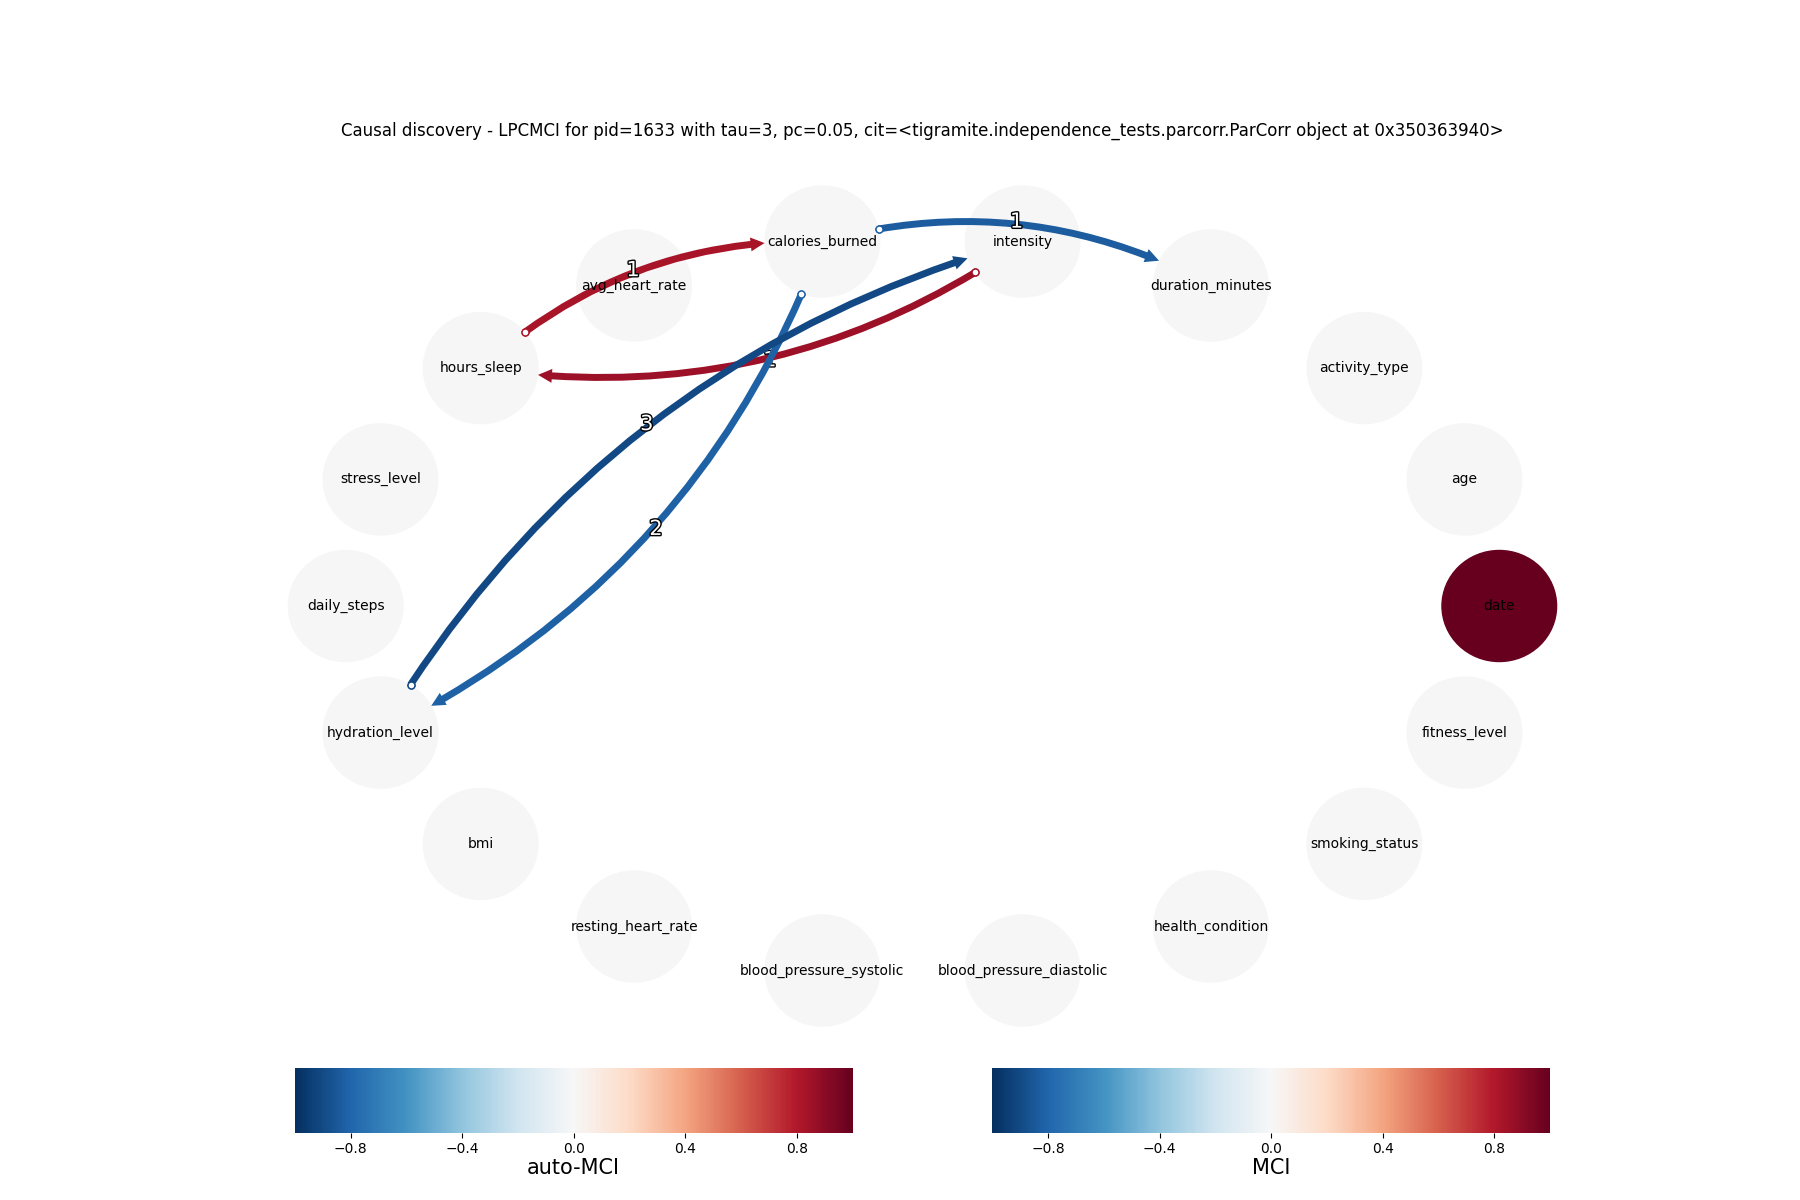 Causal discovery - LPCMCI for pid=1633 with tau=3, pc=0.05, cit=<tigramite.independence_tests.parcorr.ParCorr object at 0x350363940>
calories_burned
intensity
1
1
avg_heart_rate
duration_minutes
hours_sleep
activity_type
3
stress_level
age
2
daily_steps
date
hydration_level
fitness_level
bmi
smoking_status
resting_heart_rate
health_condition
blood_pressure_systolic
blood_pressure_diastolic
−0.8 −0.4 0.0 0.4 0.8
auto-MCI
−0.8 −0.4 0.0 0.4 0.8
MCI